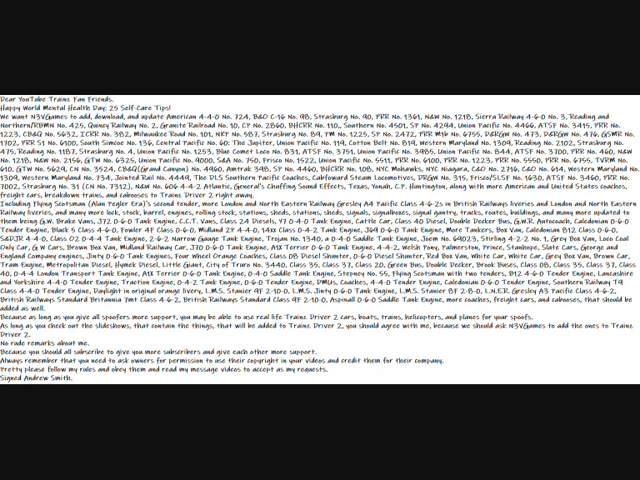 Dear YouTube Trainz Fan Friends.
Happy World Mental Health Day: 25 Self-Care Tips!
We want N3VGames to add, download, and update American 4-4-0 No. 724, B&O C-16 No. 98, Strasburg No. 90, PRR No. 1361, N&W No. 1218, Sierra Railway 4-6-0 No. 3, Reading and
Northern/RBMN No. 425, Quincy Railway No. 2, Granite Railroad No. 10, CP No. 2860, BHCRR No. 110,, Southern No. 4501, SP No. 4294, Union Pacific No. 4466, ATSF No. 3415, PRR No.
1223, CB&Q No. 5632, ICRR No. 382, Milwaukee Road No. 101, NKP No. 587, Strasburg No. 89, PM No. 1225, SP No. 2472, PRR M1b No. 6755, D&RGW No. 473, D&RGW No. 476, GSMR No.
1702, PRR S1 No. 6100, South Simcoe No. 136, Central Pacific No. 60: The Jupiter, Union Pacific No. 119, Cotton Belt No. 819, Western Maryland No. 1309, Reading No. 2102, Strasburg No.
475, Reading No. 1187, Strasburg No. 4, Union Pacific No. 1253, Blue Comet Loco No. 831, ATSF No. 3751, Union Pacific No. 3985, Union Pacific No. 844, ATSF No. 3700, PRR No. 460, N&W
No. 1218, N&W No. 2156, GTW No. 6325, Union Pacific No. 9000, S&A No. 750, Frisco No. 1522, Union Pacific No. 5511, PRR No. 6100, PRR No. 1223, PRR No. 5550, PRR No. 6755, TVRM No.
610, GTW No. 5629, CN No. 3524, CB&Q(Grand Canyon) No. 4960, Amtrak 398, SP No. 4460, BHCRR No. 108, NYC Mohawks, NYC Niagara, C&O No. 2716, C&O No. 614, Western Maryland No.
1309, Western Maryland No. 734, Jointed Rail No. 4449, The DLS Southern Pacific Coaches, Cabfoward Steam Locomotives, DRGW No. 315, Frisco/SLSF No. 1630, ATSF No. 3460, PRR No.
7002, Strasburg No. 31 (CN No. 7312), N&W No. 606 4-4-2 Atlantic, General's Chuffing Sound Effects, Texas, Yonah, C.P. Huntington, along with more American and United States coaches,
freight cars, breakdown trains, and cabooses to Trainz Driver 2 right away.
Including Flying Scotsman (Alan Pegler Era)'s second tender, more London and North Eastern Railway Gresley A4 Pacific Class 4-6-2s in British Railways liveries and London and North Eastern
Railway liveries, and many more lock, stock, barrel, engines, rolling stock, stations, sheds, stations, sheds, signals, signalboxes, signal gantry, tracks, routes, buildings, and many more updated to
them being G.W. Brake Vans, J72 0-6-0 Tank Engine, C.C.T. Vans, Class 24 Diesels, Y7 0-4-0 Tank Engine, Cattle Car, Class 40 Diesel, Double Decker Bus, G.W.R. Autocoach, Caledonian 0-6-0
Tender Engine, Black 5 Class 4-6-0, Fowler 4F Class 0-6-0, Midland 2P 4-4-0, 14xx Class 0-4-2 Tank Engine, J69 0-6-0 Tank Engine, More Tankers, Box Van, Caledonian 812 Class 0-6-0,
S&DJR 4-4-0, Class 02 0-4-4 Tank Engine, 2-6-2 Narrow Gauge Tank Engine, Trojan No. 1340, a 0-4-0 Saddle Tank Engine, Joem No. 69023, Stirling 4-2-2 No. 1, Grey Box Van, Loco Coal
Only Car, G W Cars, Brown Box Van, Midland Railway Car, J70 0-6-0 Tank Engine, A1X Terrier 0-6-0 Tank Engine, 4-4-2, Welsh Pony, Palmerston, Prince, Stanhope, Slate Cars, George and
England Company engines, Jinty 0-6-0 Tank Engines, Four Wheel Orange Coaches, Class 08 Diesel Shunter, 0-6-0 Diesel Shunter, Red Box Van, White Car, White Car, Grey Box Van, Brown Car,
Tram Engine, Metropolitan Diesel, Hymek Diesel, Little Giant, City of Truro No. 3440, Class 35, Class 37, Class 20, Green Bus, Double Decker, Brook Buses, Class 08, Class 35, Class 37, Class
40, 0-4-4 London Transport Tank Engine, A1X Terrier 0-6-0 Tank Engine, 0-4-0 Saddle Tank Engine, Stepney No. 55, Flying Scotsman with two tenders, B12 4-6-0 Tender Engine, Lancashire
and Yorkshire 4-4-0 Tender Engine, Traction Engine, 0-4-2 Tank Engine, 0-6-0 Tender Engine, DMUs, Coaches, 4-4-0 Tender Engine, Caledonian 0-6-0 Tender Engine, Southern Railway T9
Class 4-4-0 Tender Engine, Daylight in original orange livery, L.M.S. Stanier 9F 2-10-0, L.M.S. Jinty 0-6-0 Tank Engine, L.M.S. Stanier 8F 2-8-0, L.N.E.R. Gresley A3 Pacific Class 4-6-2,
British Railways Standard Britannia 7mt Class 4-6-2, British Railways Standard Class 9F 2-10-0, Aspinall 0-6-0 Saddle Tank Engine, more coaches, freight cars, and cabooses, that should be
added as well.
Because as long as you give all spoofers more support, you may be able to use real life Trainz Driver 2 cars, boats, trains, helicopters, and planes for your spoofs.
As long as you check out the slideshows, that contain the things, that will be added to Trainz Driver 2, you should agree with me, because we should ask N3VGames to add the ones to Trainz
Driver 2.
No rude remarks about me.
Because you should all subscribe to give you more subscribers and give each other more support.
Always remember that you need to ask owners for permission to use their copyright in your videos and credit them for their company.
Pretty please follow my rules and obey them and read my message videos to accept as my requests.
Signed Andrew Smith.